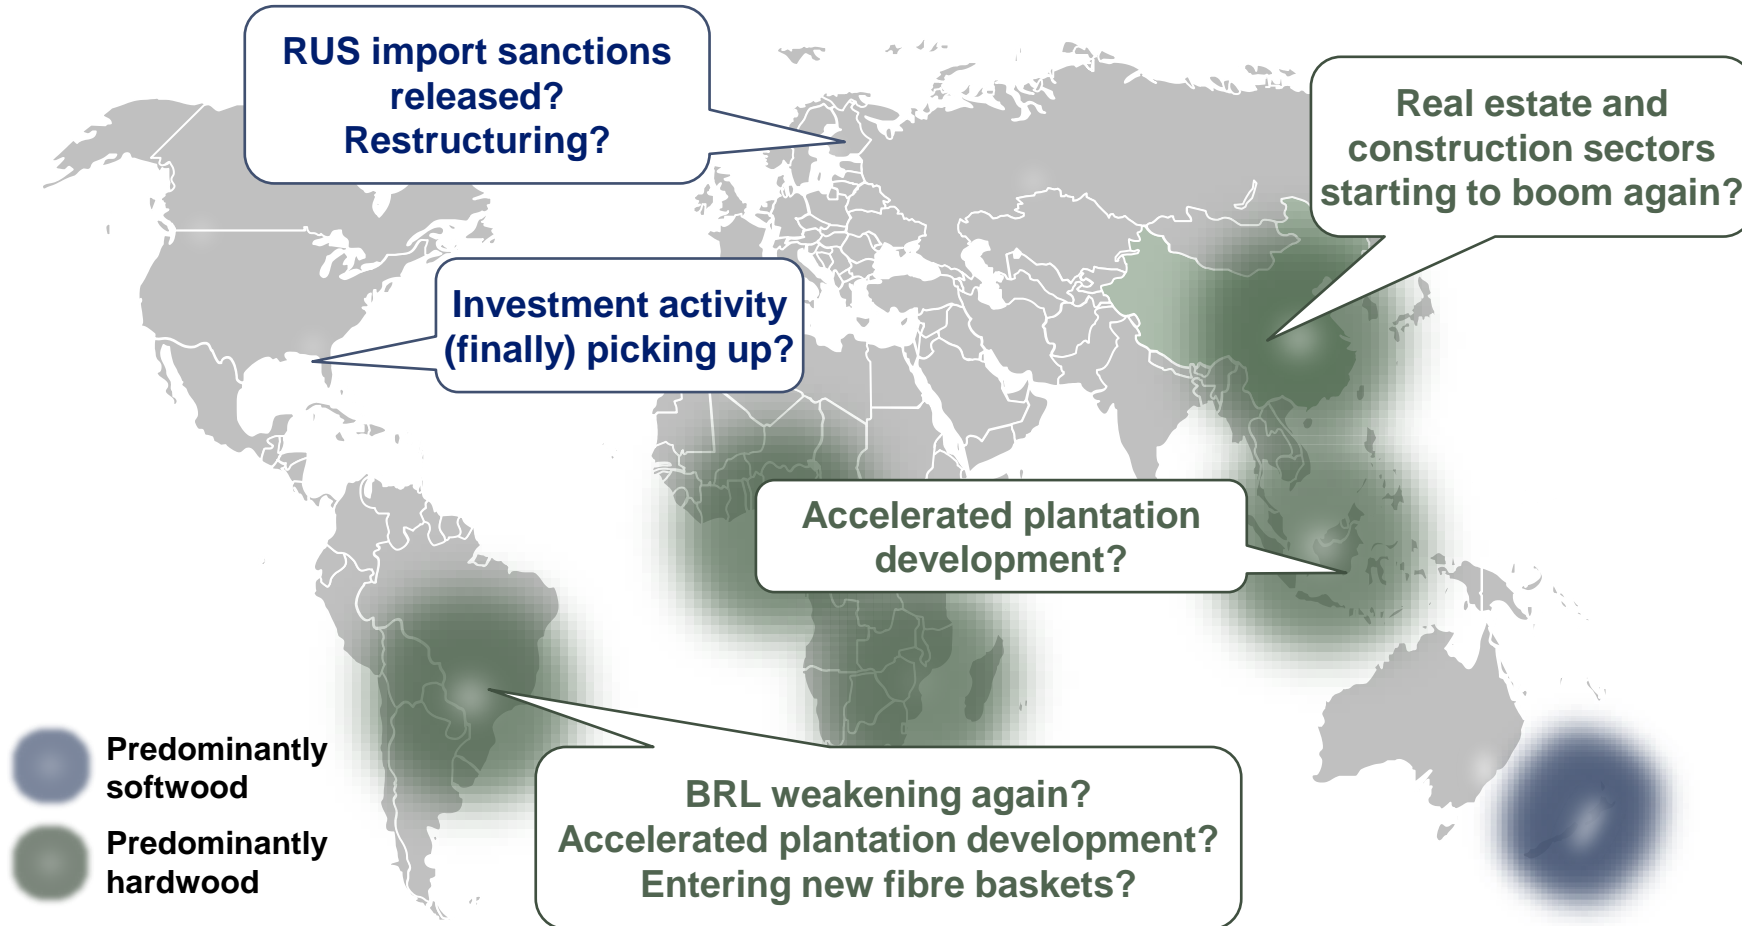 RUS import sanctions
released?
Restructuring?
Real estate and
construction sectors
starting to boom again?
Investment activity
(finally) picking up?
Accelerated plantation
development?
BRL weakening again?
Accelerated plantation development?
Entering new fibre baskets?
Predominantly
softwood
Predominantly
hardwood